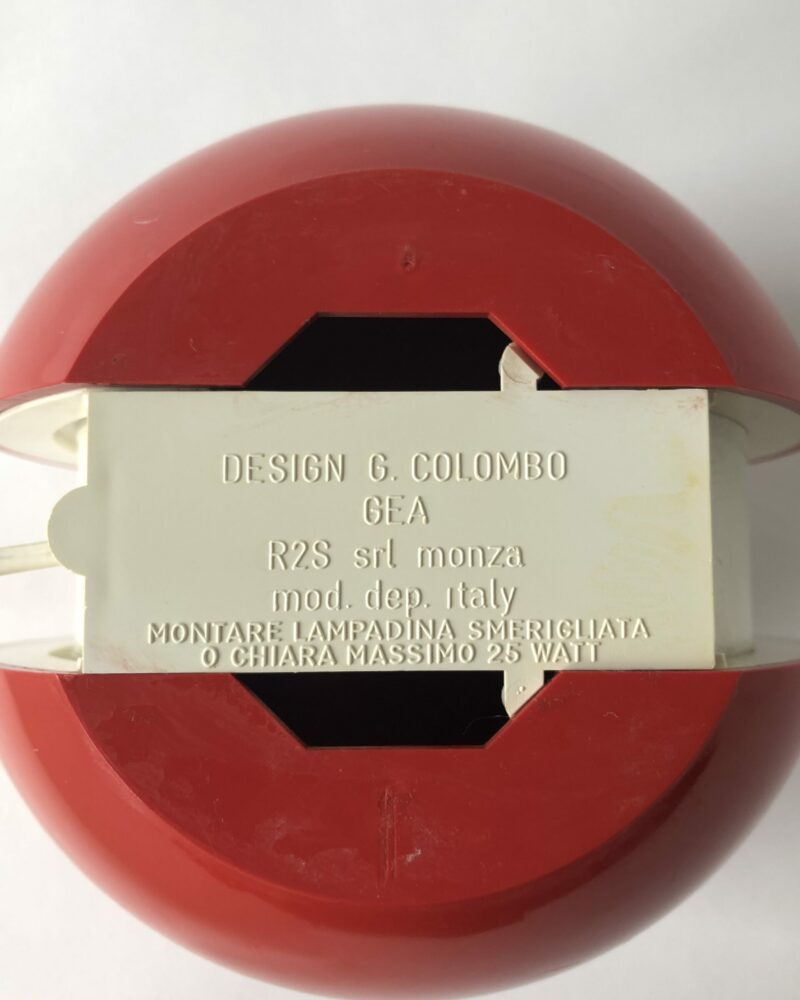 DESIGN G. COLOMBO
GEA
R2S srl monza
mod. dep. italy
MONTARE LAMPADINA SMERIGLIATA
O CHIARA MASSIMO 25 WATT